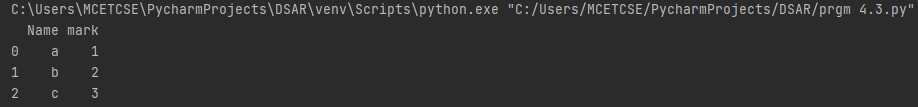 C:\Users\MCETCSE\PycharmProjects\DSAR\venv\Scripts\python.exe "C:/Users/MCETCSE/PycharmProjects/DSAR/prgm 4.3.py"
  Name mark
0    a    1
1    b    2
2    c    3